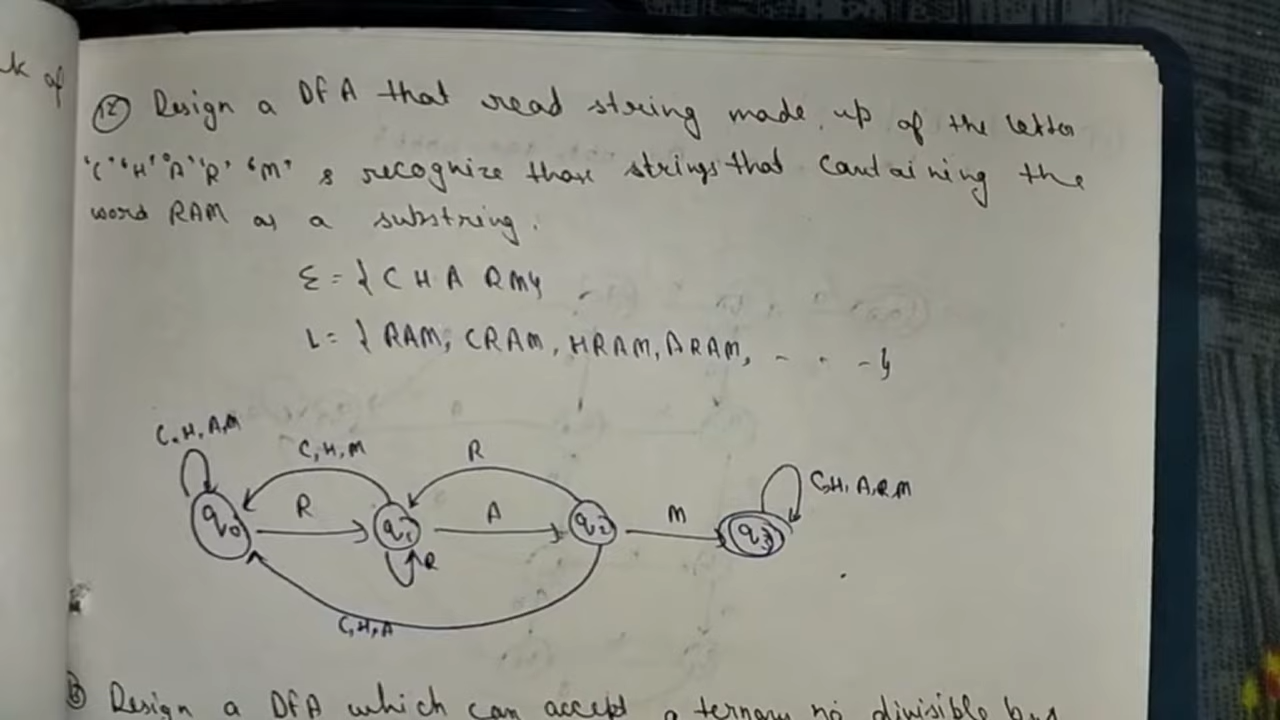 k of
(12) Design a DFA that read string made up of the letter
'C' 'H' 'A' 'R' 'M' & recognize those strings that containing the
word RAM as a substring.
Σ = { C H A R M }
L = { RAM, CRAM, HRAM, ARAM, - - - }
C, H, A, M
C, H, M
R
C, H, A, R, M
R
A
M
q0
q1
q2
q3
R
C, H, A
Design a DFA which can accept a ternary no divisible by